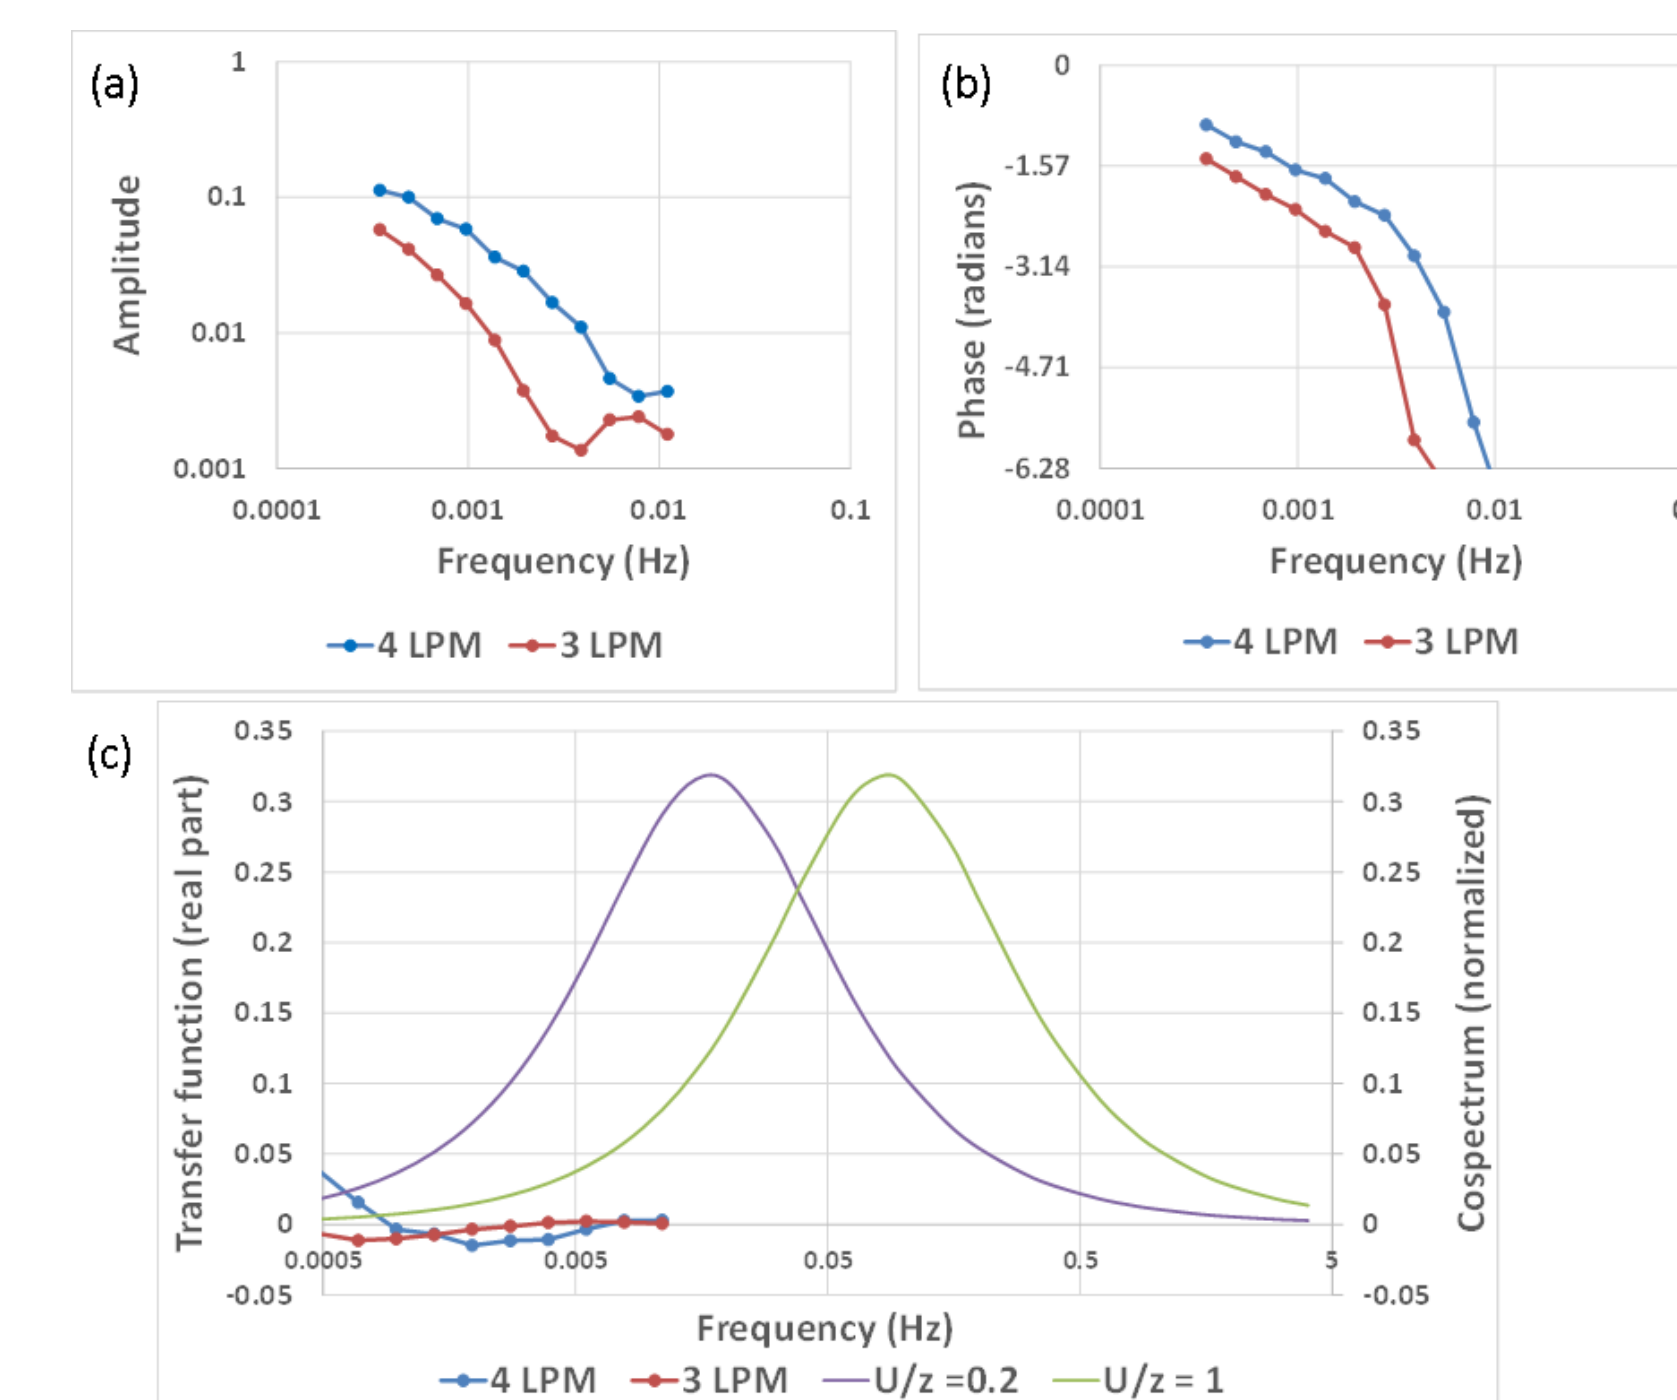 (a)
1
0.1
0.01
0.001
Amplitude
0.0001 0.001 0.01 0.1
Frequency (Hz)
4 LPM 3 LPM
(b)
0
-1.57
-3.14
-4.71
-6.28
Phase (radians)
0.0001 0.001 0.01
Frequency (Hz)
4 LPM 3 LPM
(c)
0.35
0.3
0.25
0.2
0.15
0.1
0.05
0
-0.05
Transfer function (real part)
0.35
0.3
0.25
0.2
0.15
0.1
0.05
0
-0.05
Cospectrum (normalized)
0.0005 0.005 0.05 0.5 5
Frequency (Hz)
4 LPM 3 LPM U/z =0.2 U/z = 1